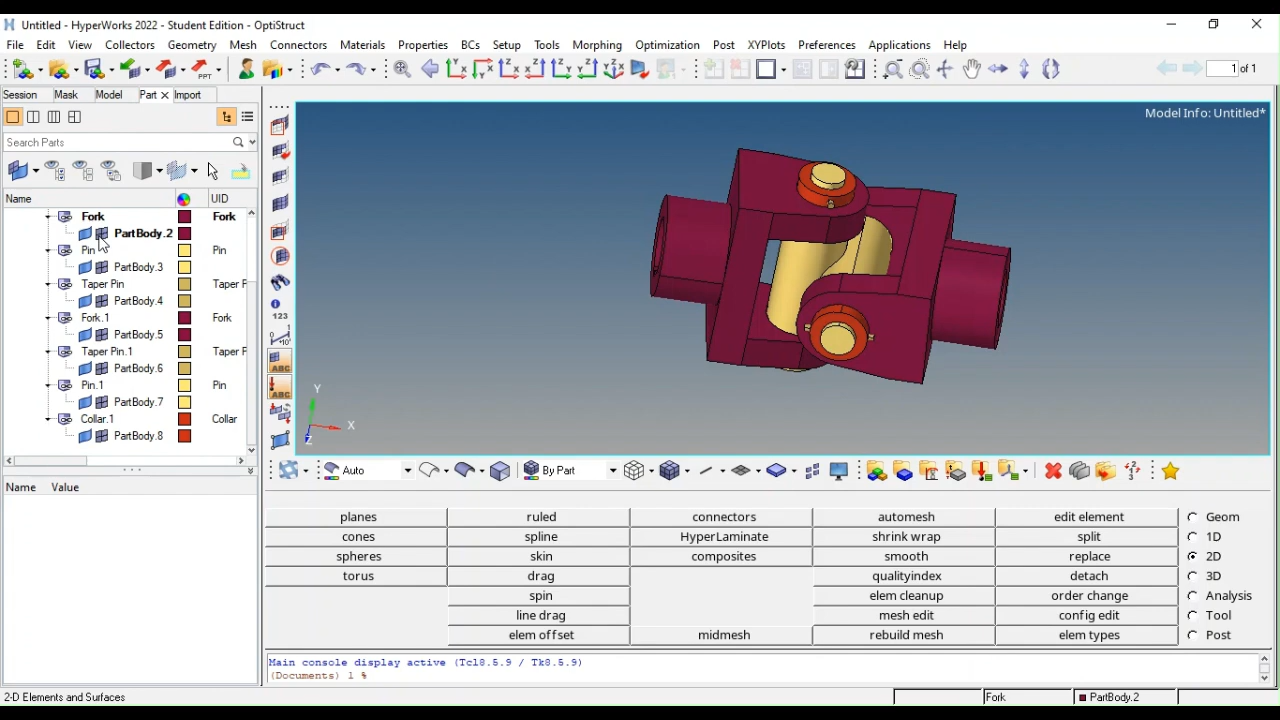 Untitled - HyperWorks 2022 - Student Edition - OptiStruct
File Edit View Collectors Geometry Mesh Connectors Materials Properties BCs Setup Tools Morphing Optimization Post XYPlots Preferences Applications Help
1 of 1
Session Mask Model Part Import
Model Info: Untitled*
Search Parts
Name UID
Fork Fork
PartBody.2
Pin Pin
PartBody.3
Taper Pin Taper F
PartBody.4
Fork.1 Fork
PartBody.5
Taper Pin.1 Taper F
PartBody.6
Pin.1 Pin
PartBody.7
Collar.1 Collar
PartBody.8
123
ABC
ABC
Y
X
Z
Auto By Part
Name Value
planes ruled connectors automesh edit element Geom
cones spline HyperLaminate shrink wrap split 1D
spheres skin composites smooth replace 2D
torus drag qualityindex detach 3D
spin elem cleanup order change Analysis
line drag mesh edit config edit Tool
elem offset midmesh rebuild mesh elem types Post
Main console display active (Tcl8.5.9 / Tk8.5.9)
(Documents) 1 %
2-D Elements and Surfaces Fork PartBody.2